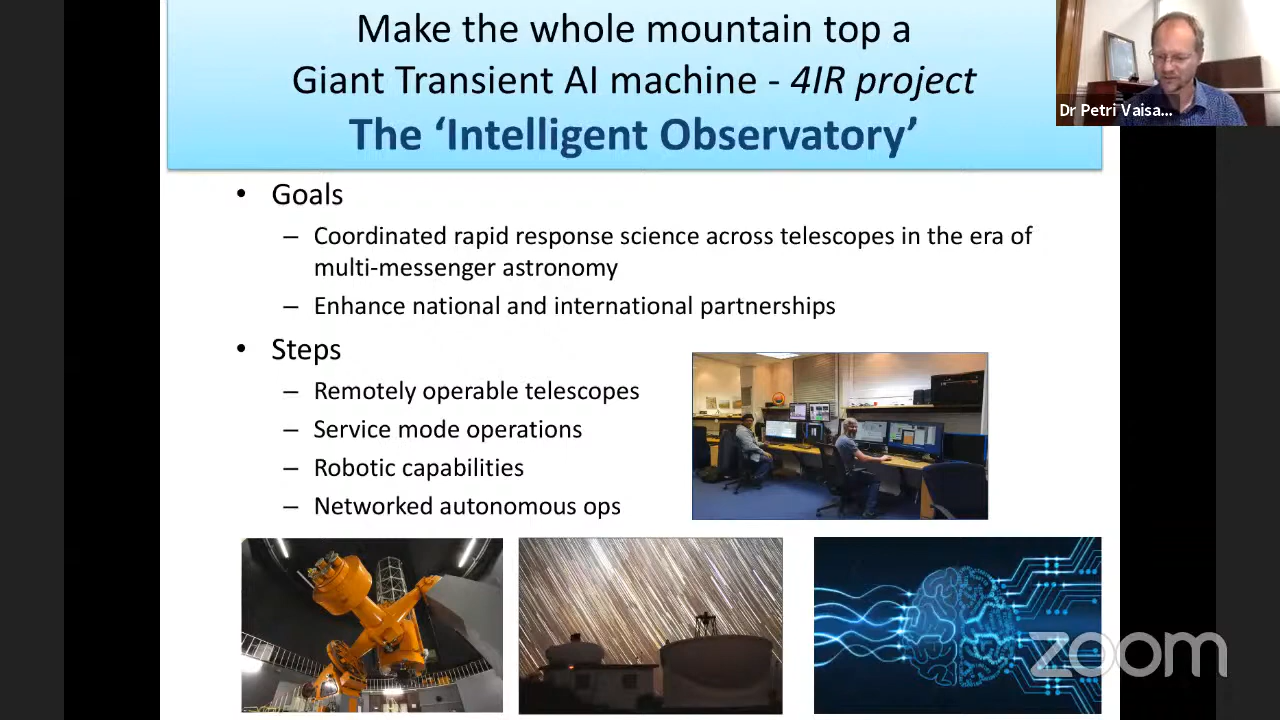 Make the whole mountain top a
Giant Transient AI machine - 4IR project
The ‘Intelligent Observatory’
Dr Petri Vaisa...
• Goals
– Coordinated rapid response science across telescopes in the era of
multi-messenger astronomy
– Enhance national and international partnerships
• Steps
– Remotely operable telescopes
– Service mode operations
– Robotic capabilities
– Networked autonomous ops
zoom